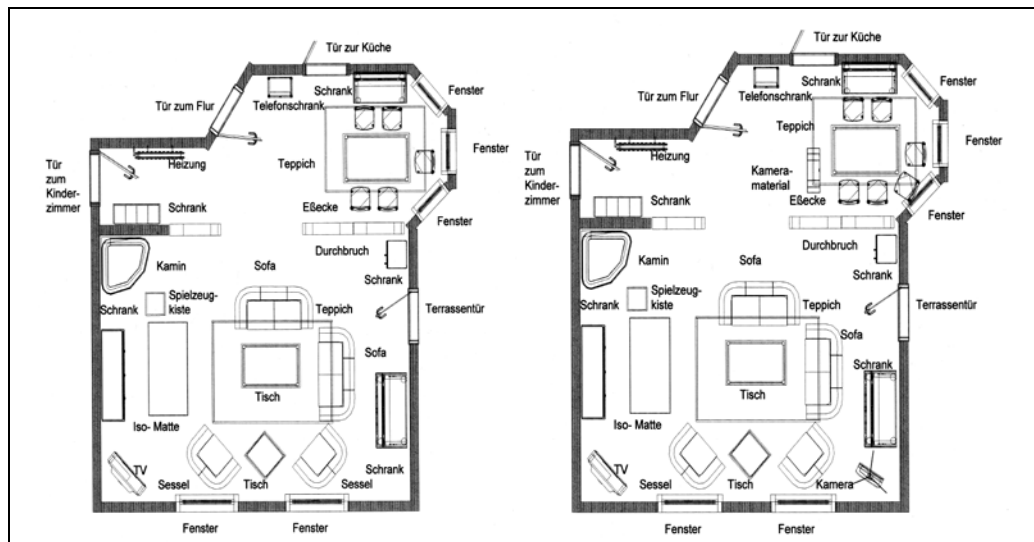 Tür zur Küche
Schrank
Fenster
Telefonschrank
Tür zum Flur
Fenster
Teppich
Heizung
Tür
zum
Kinder-
zimmer
Schrank
Eßecke
Fenster
Durchbruch
Kamin
Sofa
Schrank
Schrank
Spielzeug-
kiste
Teppich
Terrassentür
Sofa
Tisch
Iso- Matte
TV
Sessel
Tisch
Sessel
Schrank
Fenster
Fenster
Tür zur Küche
Schrank
Fenster
Telefonschrank
Tür zum Flur
Teppich
Fenster
Heizung
Kamera-
material
Tür
zum
Kinder-
zimmer
Schrank
Eßecke
Fenster
Durchbruch
Kamin
Sofa
Schrank
Schrank
Spielzeug-
kiste
Teppich
Terrassentür
Sofa
Schrank
Tisch
Iso- Matte
TV
Sessel
Tisch
Kamera
Fenster
Fenster